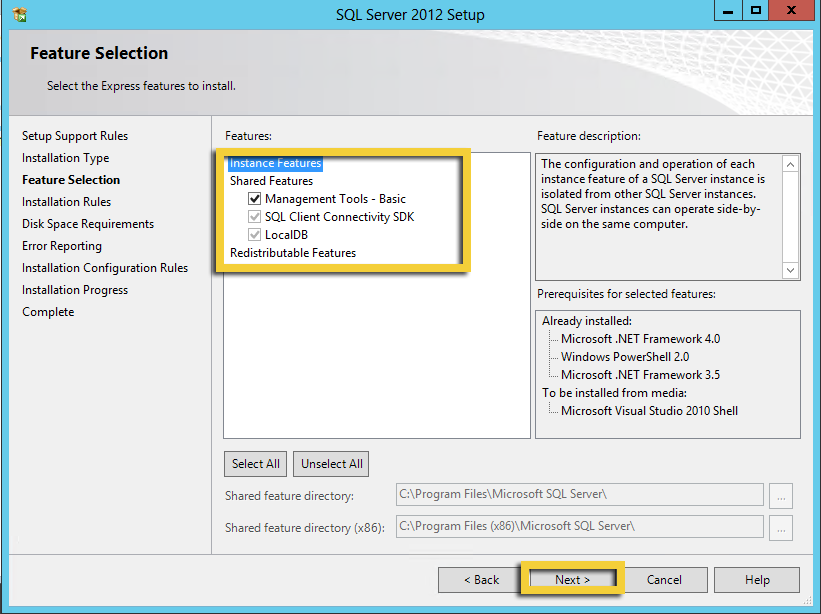 SQL Server 2012 Setup
Feature Selection
Select the Express features to install.
Setup Support Rules
Installation Type
Feature Selection
Installation Rules
Disk Space Requirements
Error Reporting
Installation Configuration Rules
Installation Progress
Complete
Features:
Instance Features
Shared Features
Management Tools - Basic
SQL Client Connectivity SDK
LocalDB
Redistributable Features
Feature description:
The configuration and operation of each
instance feature of a SQL Server instance is
isolated from other SQL Server instances.
SQL Server instances can operate side-by-
side on the same computer.
Prerequisites for selected features:
Already installed:
Microsoft .NET Framework 4.0
Windows PowerShell 2.0
Microsoft .NET Framework 3.5
To be installed from media:
Microsoft Visual Studio 2010 Shell
Select All
Unselect All
Shared feature directory:
C:\Program Files\Microsoft SQL Server\
...
Shared feature directory (x86):
C:\Program Files (x86)\Microsoft SQL Server\
...
< Back
Next >
Cancel
Help